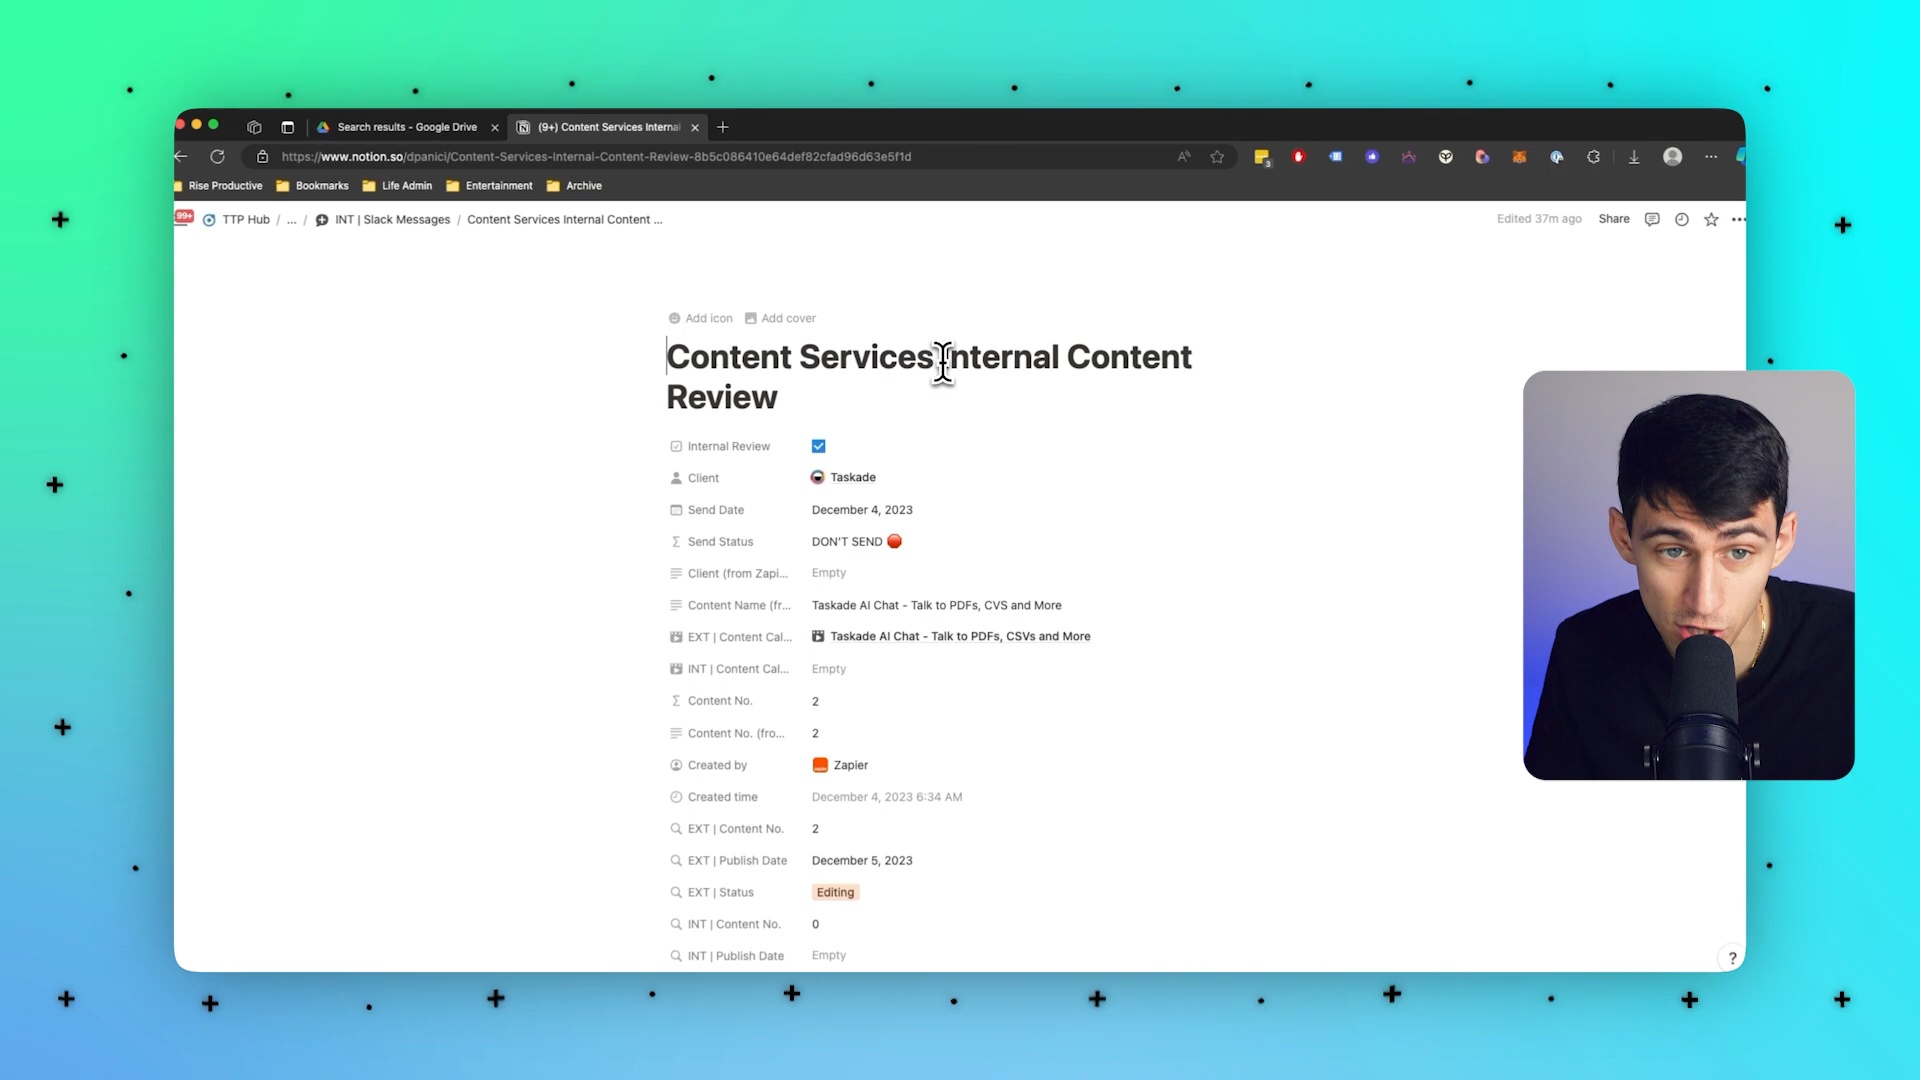 Search results - Google Drive
(9+) Content Services Interna
https://www.notion.so/dpanici/Content-Services-Internal-Content-Review-8b5c086410e64def82cfad96d63e5f1d
3
Rise Productive Bookmarks Life Admin Entertainment Archive
99+ TTP Hub / ... / INT | Slack Messages / Content Services Internal Content ...
Edited 37m ago Share
Add icon Add cover
Content Services Internal Content
Review
Internal Review
Client Taskade
Send Date December 4, 2023
Send Status DON'T SEND
Client (from Zapi... Empty
Content Name (fr... Taskade AI Chat - Talk to PDFs, CVS and More
EXT | Content Cal... Taskade AI Chat - Talk to PDFs, CSVs and More
INT | Content Cal... Empty
Content No. 2
Content No. (fro... 2
Created by Zapier
Created time December 4, 2023 6:34 AM
EXT | Content No. 2
EXT | Publish Date December 5, 2023
EXT | Status Editing
INT | Content No. 0
INT | Publish Date Empty
?